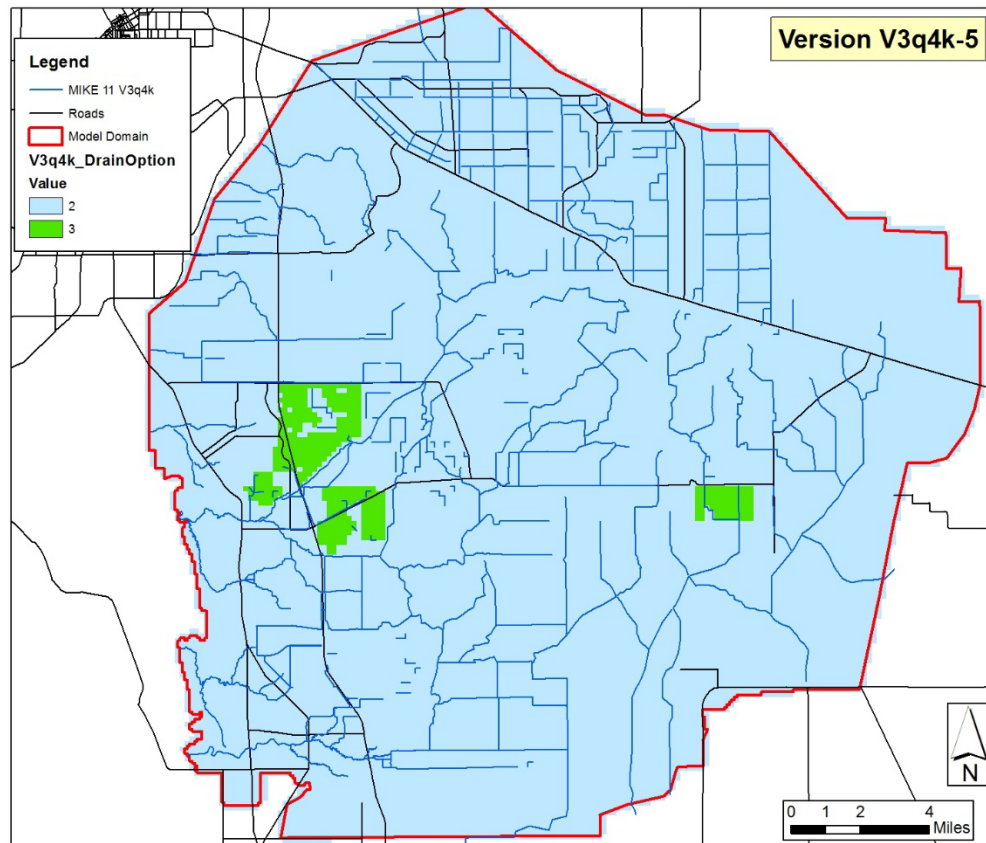 Version V3q4k-5
Legend
MIKE 11 V3q4k
Roads
Model Domain
V3q4k_DrainOption
Value
2
3
N
0 1 2 4
Miles